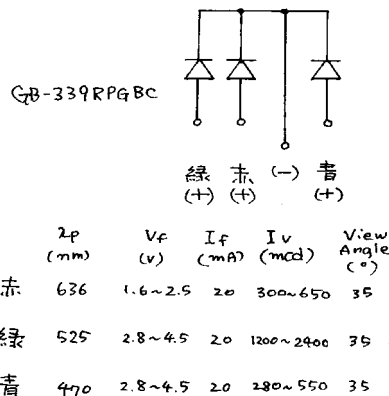 GB-339RPGBC
緑 赤 (-) 青
(+) (+) (+)
λp Vf If Iv View
(nm) (v) (mA) (mcd) Angle
(°)
赤 636 1.6~2.5 20 300~650 35
緑 525 2.8~4.5 20 1200~2400 35
青 470 2.8~4.5 20 280~550 35